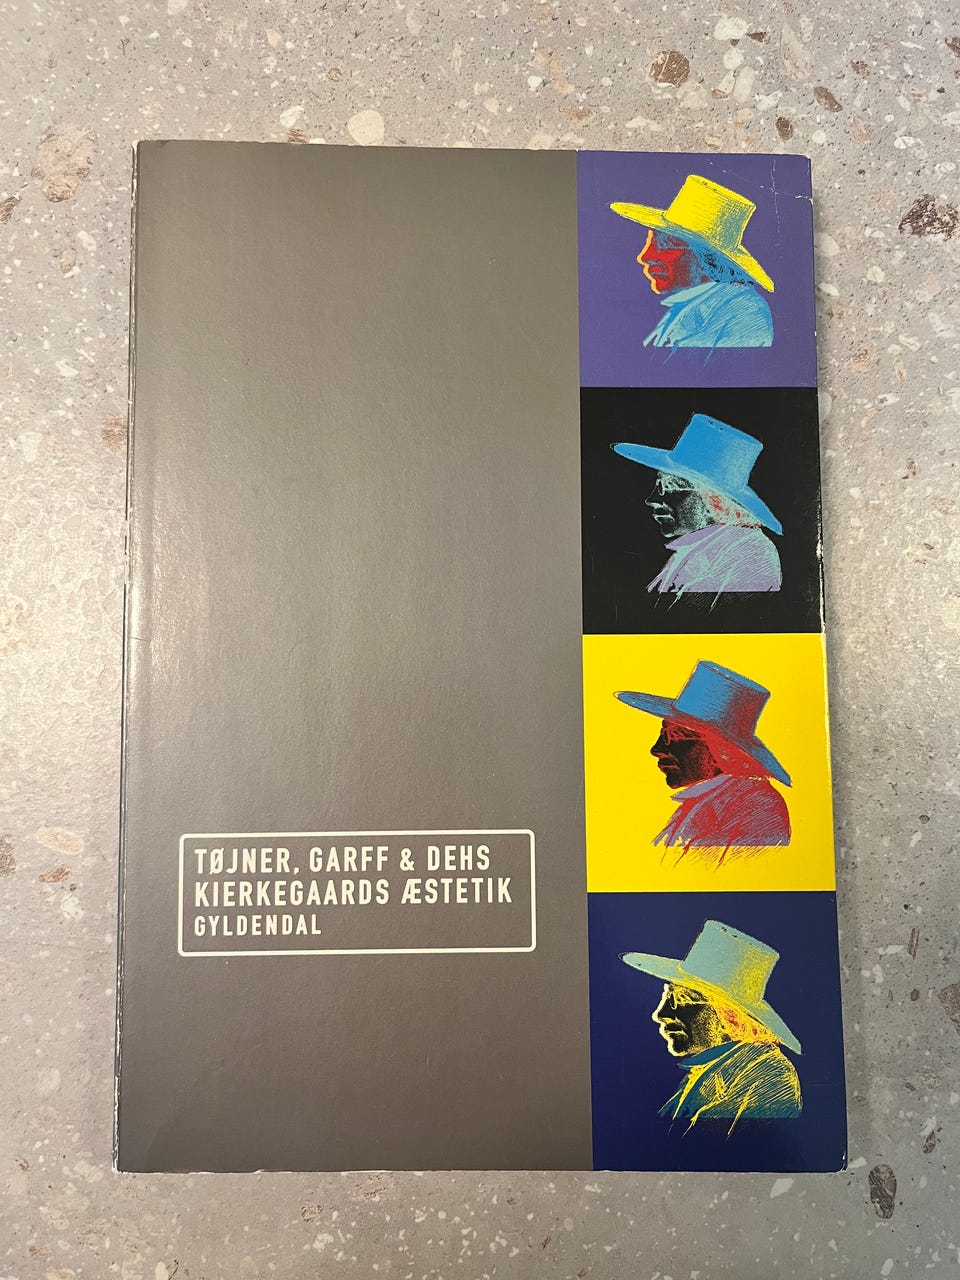 TØJNER, GARFF & DEHS
KIERKEGAARDS ÆSTETIK
GYLDENDAL